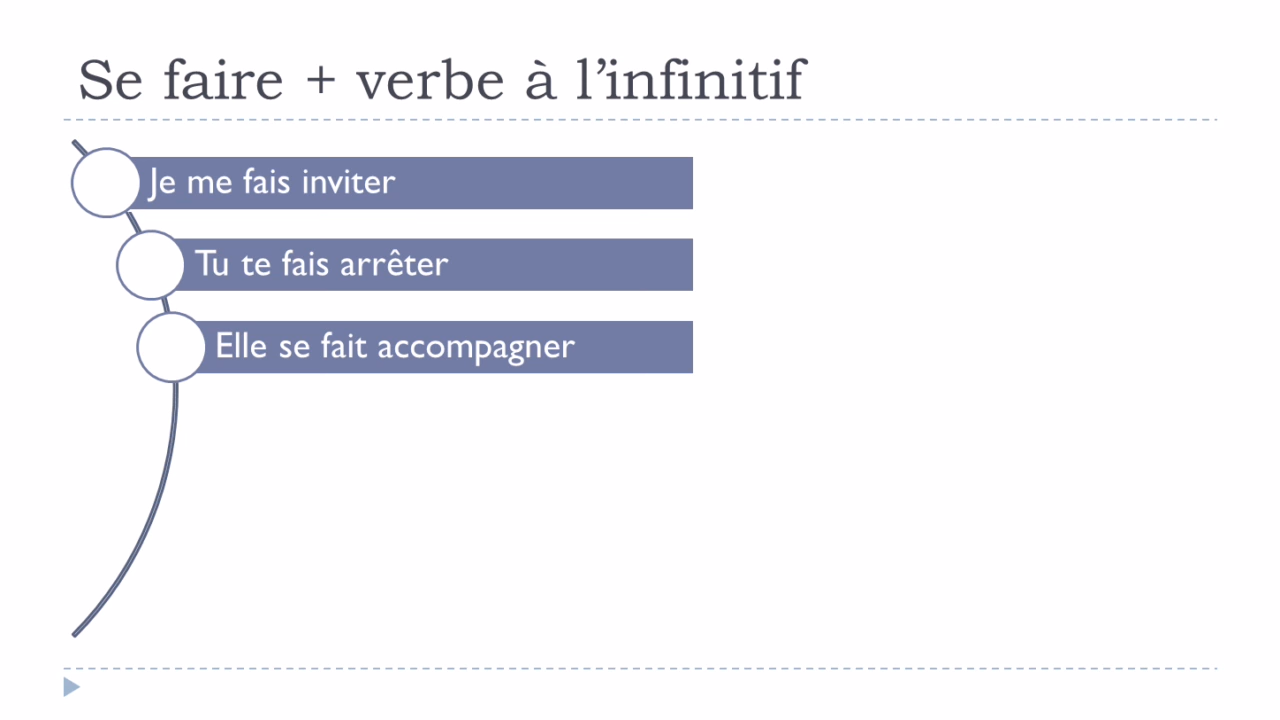 Se faire + verbe à l’infinitif
Je me fais inviter
Tu te fais arrêter
Elle se fait accompagner